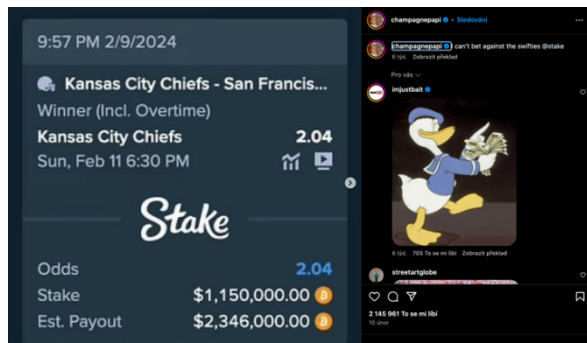 9:57 PM 2/9/2024
Kansas City Chiefs - San Francis...
Winner (Incl. Overtime)
Kansas City Chiefs 2.04
Sun, Feb 11 6:30 PM
Stake
Odds 2.04
Stake $1,150,000.00
Est. Payout $2,346,000.00
champagnepapi • Sledování
champagnepapi can't bet against the swifties @stake
6 týd. Zobrazit překlad
Pro vás
imjustbait
6 týd. 705 To se mi líbí Zobrazit překlad
streetartglobe
2 145 961 To se mi líbí
10 únor